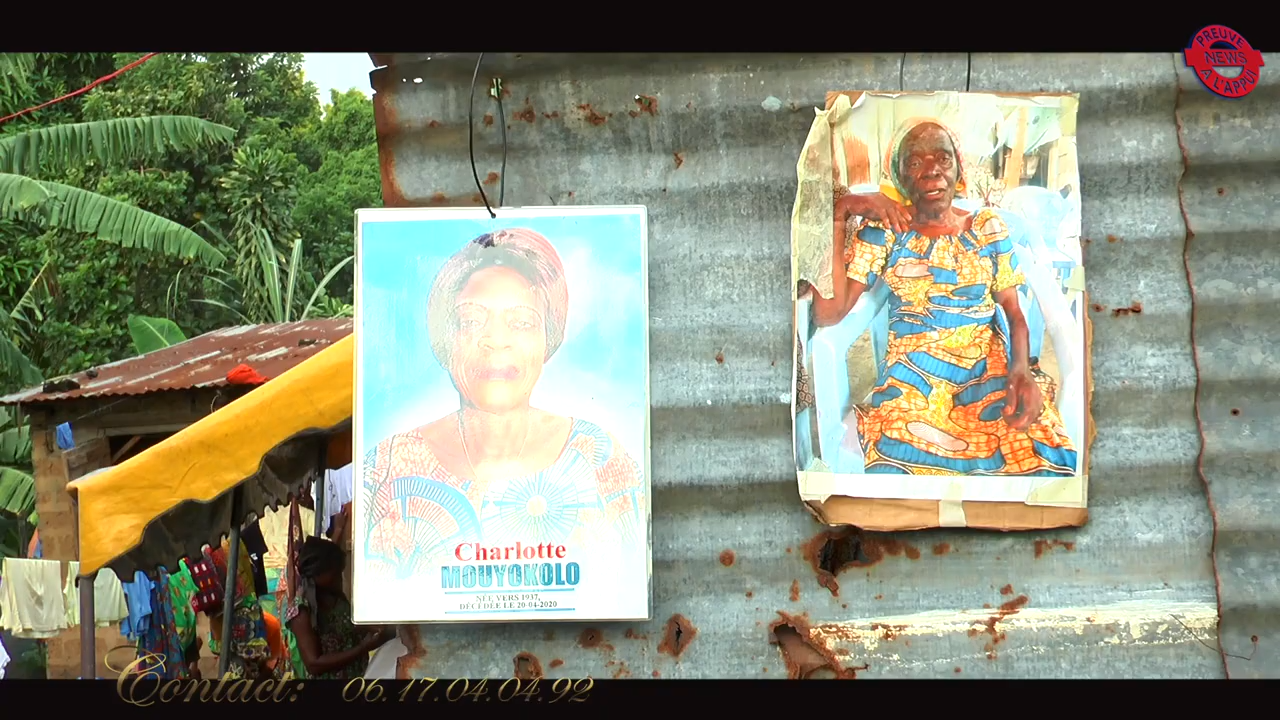 PREUVE
NEWS
A L'APPUI
Charlotte
MOUYOKOLO
NÉE VERS 1937,
DÉCÉDÉE LE 20-04-2020
Contact: 06.17.04.04.92